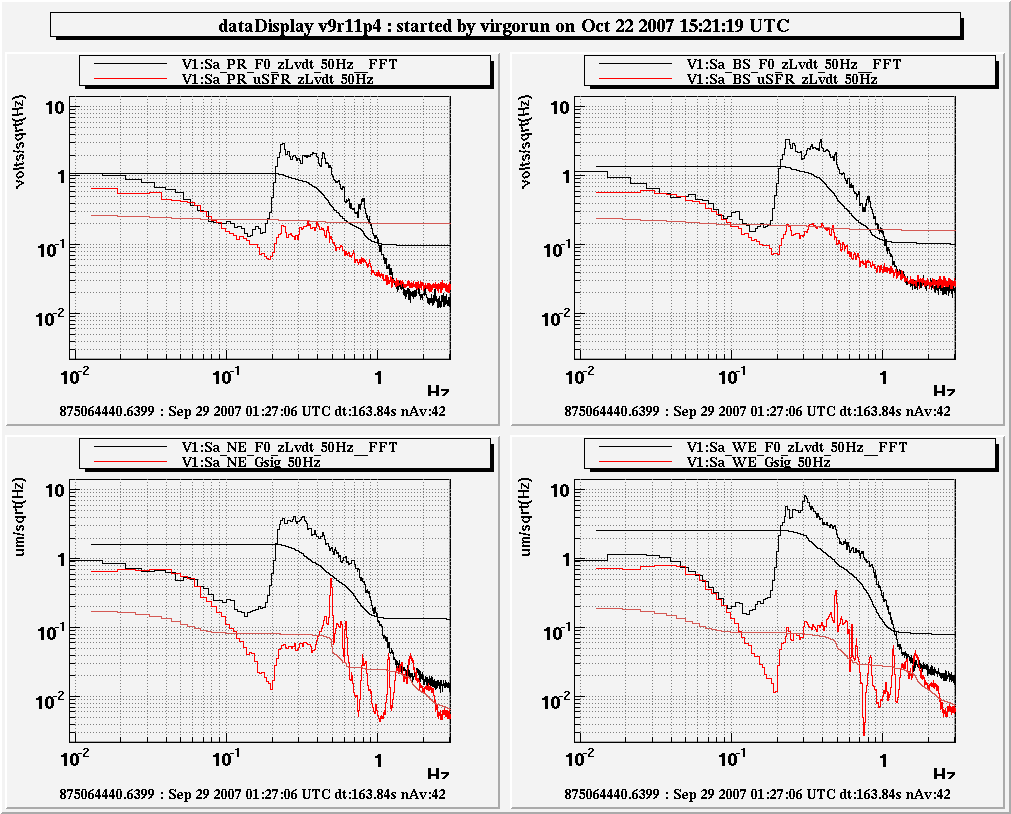 dataDisplay v9r11p4 : started by virgorun on Oct 22 2007 15:21:19 UTC
V1:Sa_PR_F0_zLvdt_50Hz__FFT
V1:Sa_PR_uSPR_zLvdt_50Hz
volts/sqrt(Hz)
10
1
10-1
10-2
10-2 10-1 1
Hz
875064440.6399 : Sep 29 2007 01:27:06 UTC dt:163.84s nAv:42
V1:Sa_BS_F0_zLvdt_50Hz__FFT
V1:Sa_BS_uSPR_zLvdt_50Hz
volts/sqrt(Hz)
10
1
10-1
10-2
10-2 10-1 1
Hz
875064440.6399 : Sep 29 2007 01:27:06 UTC dt:163.84s nAv:42
V1:Sa_NE_F0_zLvdt_50Hz__FFT
V1:Sa_NE_Gsig_50Hz
um/sqrt(Hz)
10
1
10-1
10-2
10-2 10-1 1
Hz
875064440.6399 : Sep 29 2007 01:27:06 UTC dt:163.84s nAv:42
V1:Sa_WE_F0_zLvdt_50Hz__FFT
V1:Sa_WE_Gsig_50Hz
um/sqrt(Hz)
10
1
10-1
10-2
10-2 10-1 1
Hz
875064440.6399 : Sep 29 2007 01:27:06 UTC dt:163.84s nAv:42